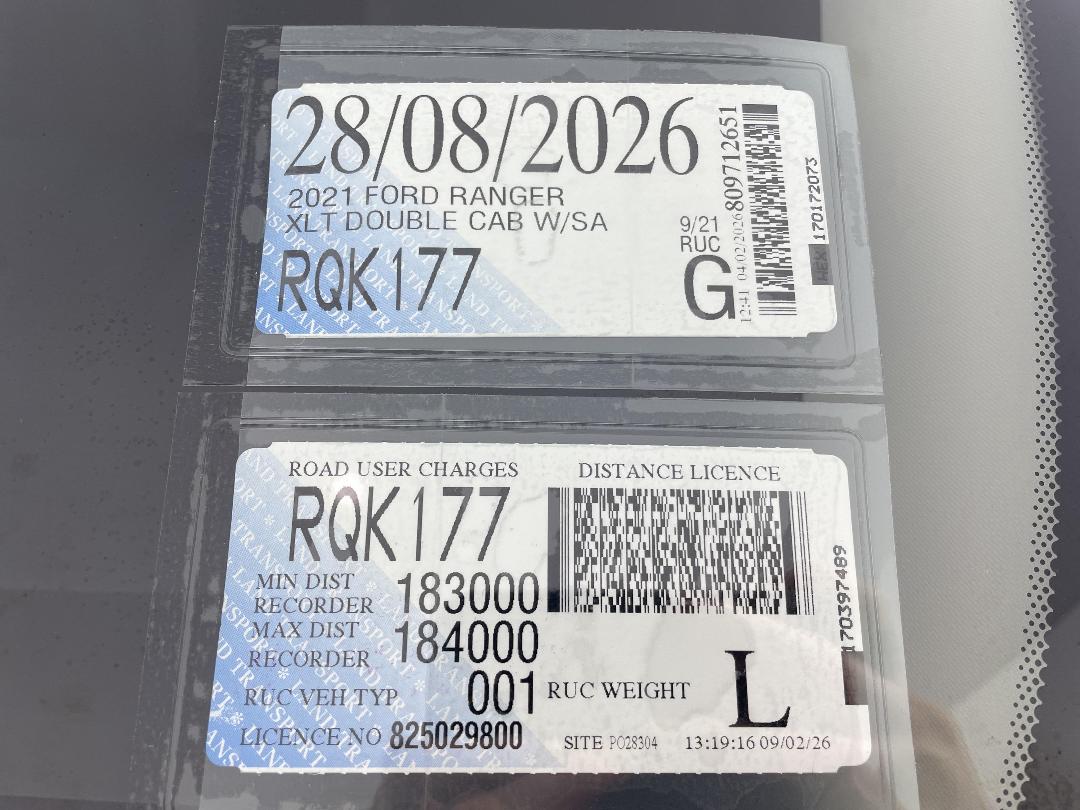 28/08/2026
2021 FORD RANGER
XLT DOUBLE CAB W/SA
RQK177
9/21
RUC
G
12:41 04/02/2026 809712651
HEX 170172073
ROAD USER CHARGES DISTANCE LICENCE
RQK177
MIN DIST
RECORDER 183000
MAX DIST
RECORDER 184000
RUC VEH.TYP 001 RUC WEIGHT L
LICENCE NO 825029800 SITE PO28304 13:19:16 09/02/26
170397489